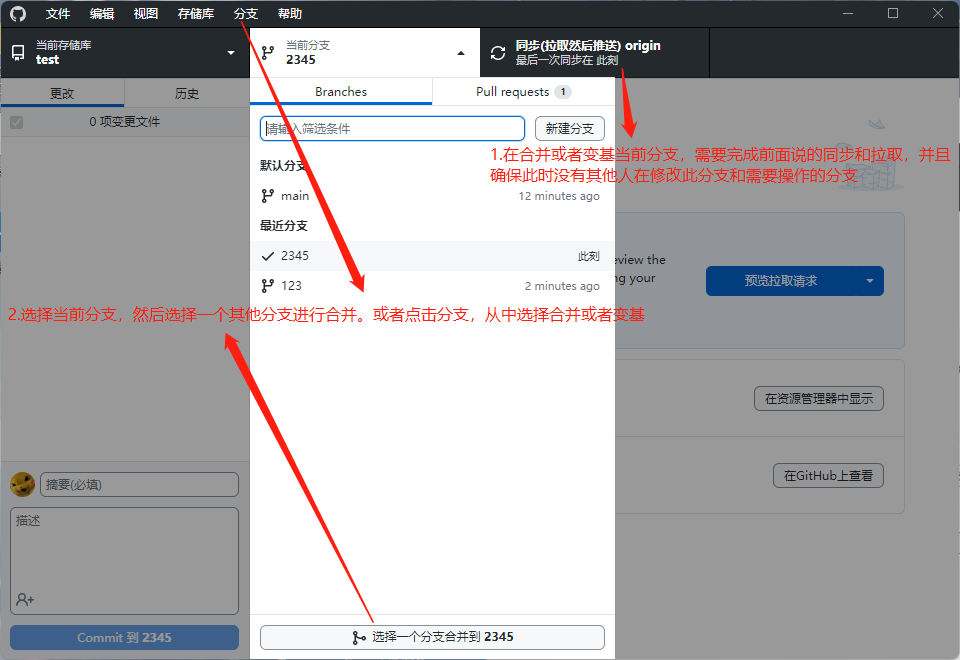 文件 编辑 视图 存储库 分支 帮助
当前存储库
test
当前分支
2345
同步(拉取然后推送) origin
最后一次同步在 此刻
更改 历史
0 项变更文件
Branches
Pull requests 1
请输入筛选条件
新建分支
默认分支
main 12 minutes ago
最近分支
2345 此刻
123 2 minutes ago
1.在合并或者变基当前分支，需要完成前面说的同步和拉取，并且
确保此时没有其他人在修改此分支和需要操作的分支
eview the
ng your
预览拉取请求
2.选择当前分支，然后选择一个其他分支进行合并。或者点击分支，从中选择合并或者变基
在资源管理器中显示
在GitHub上查看
摘要(必填)
描述
Commit 到 2345
选择一个分支合并到 2345